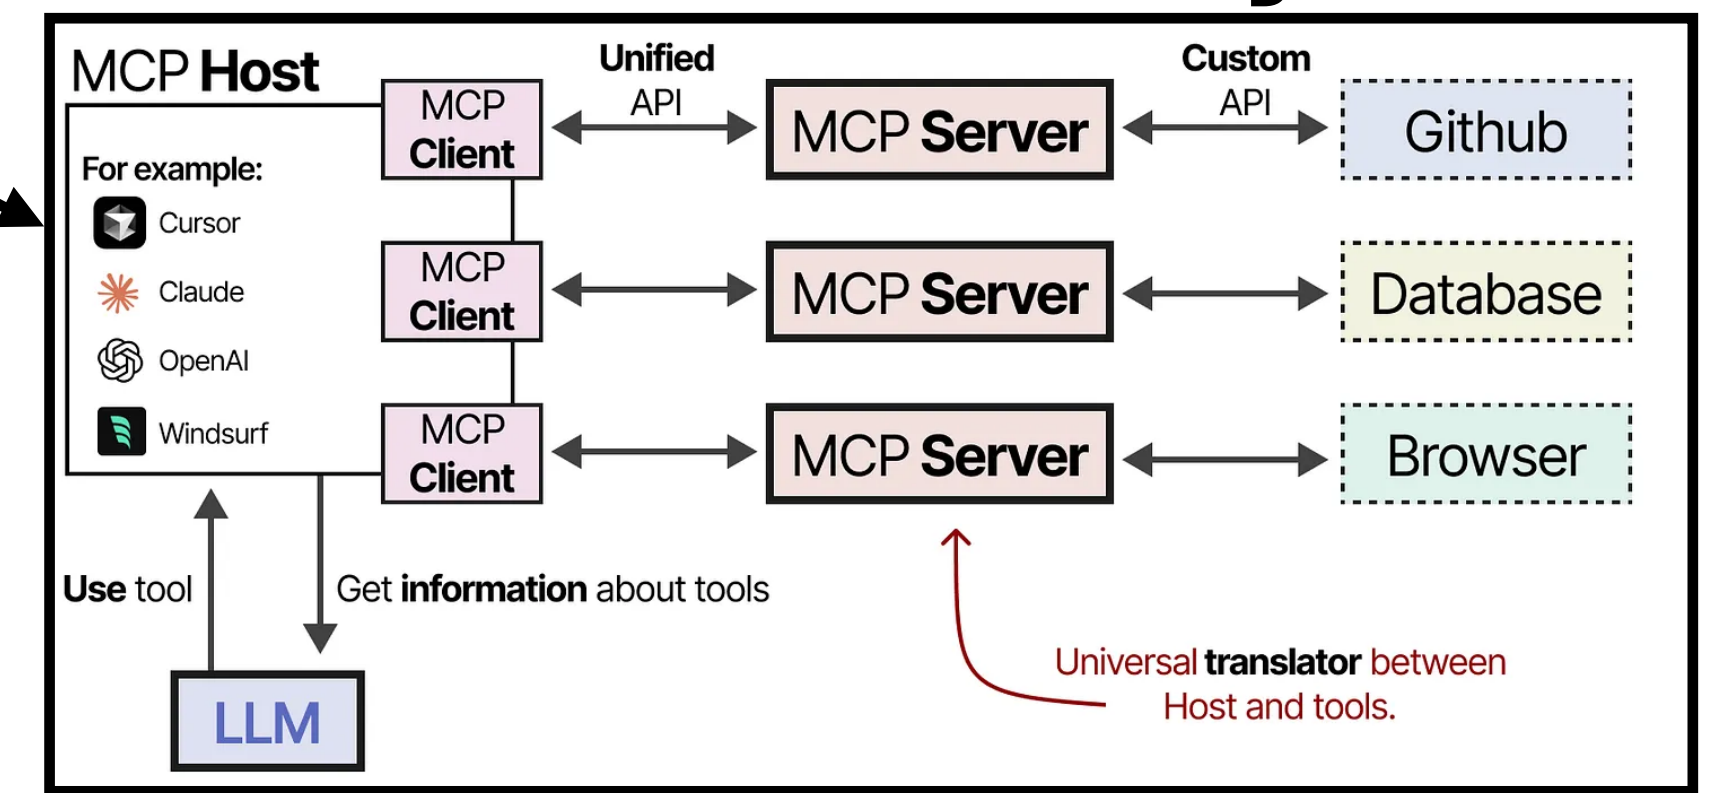 MCP Host
For example:
Cursor
Claude
OpenAI
Windsurf
MCP
Client
MCP
Client
MCP
Client
Unified
API
MCP Server
MCP Server
MCP Server
Custom
API
Github
Database
Browser
Use tool
Get information about tools
LLM
Universal translator between
Host and tools.